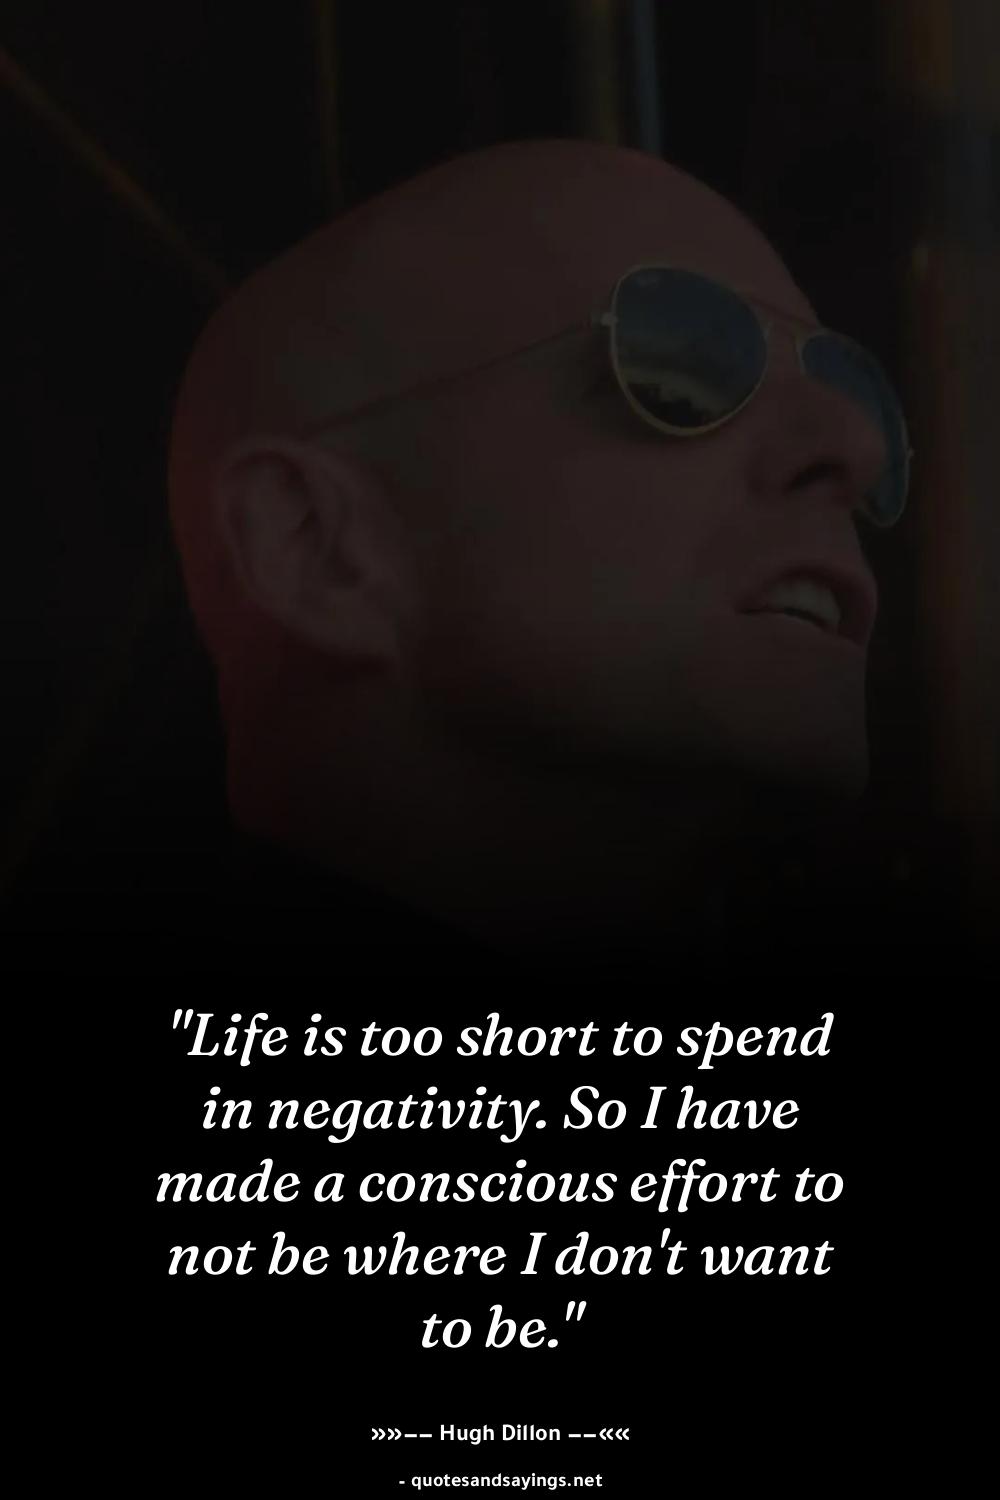 "Life is too short to spend
in negativity. So I have
made a conscious effort to
not be where I don't want
to be."
»»—— Hugh Dillon ——««
- quotesandsayings.net